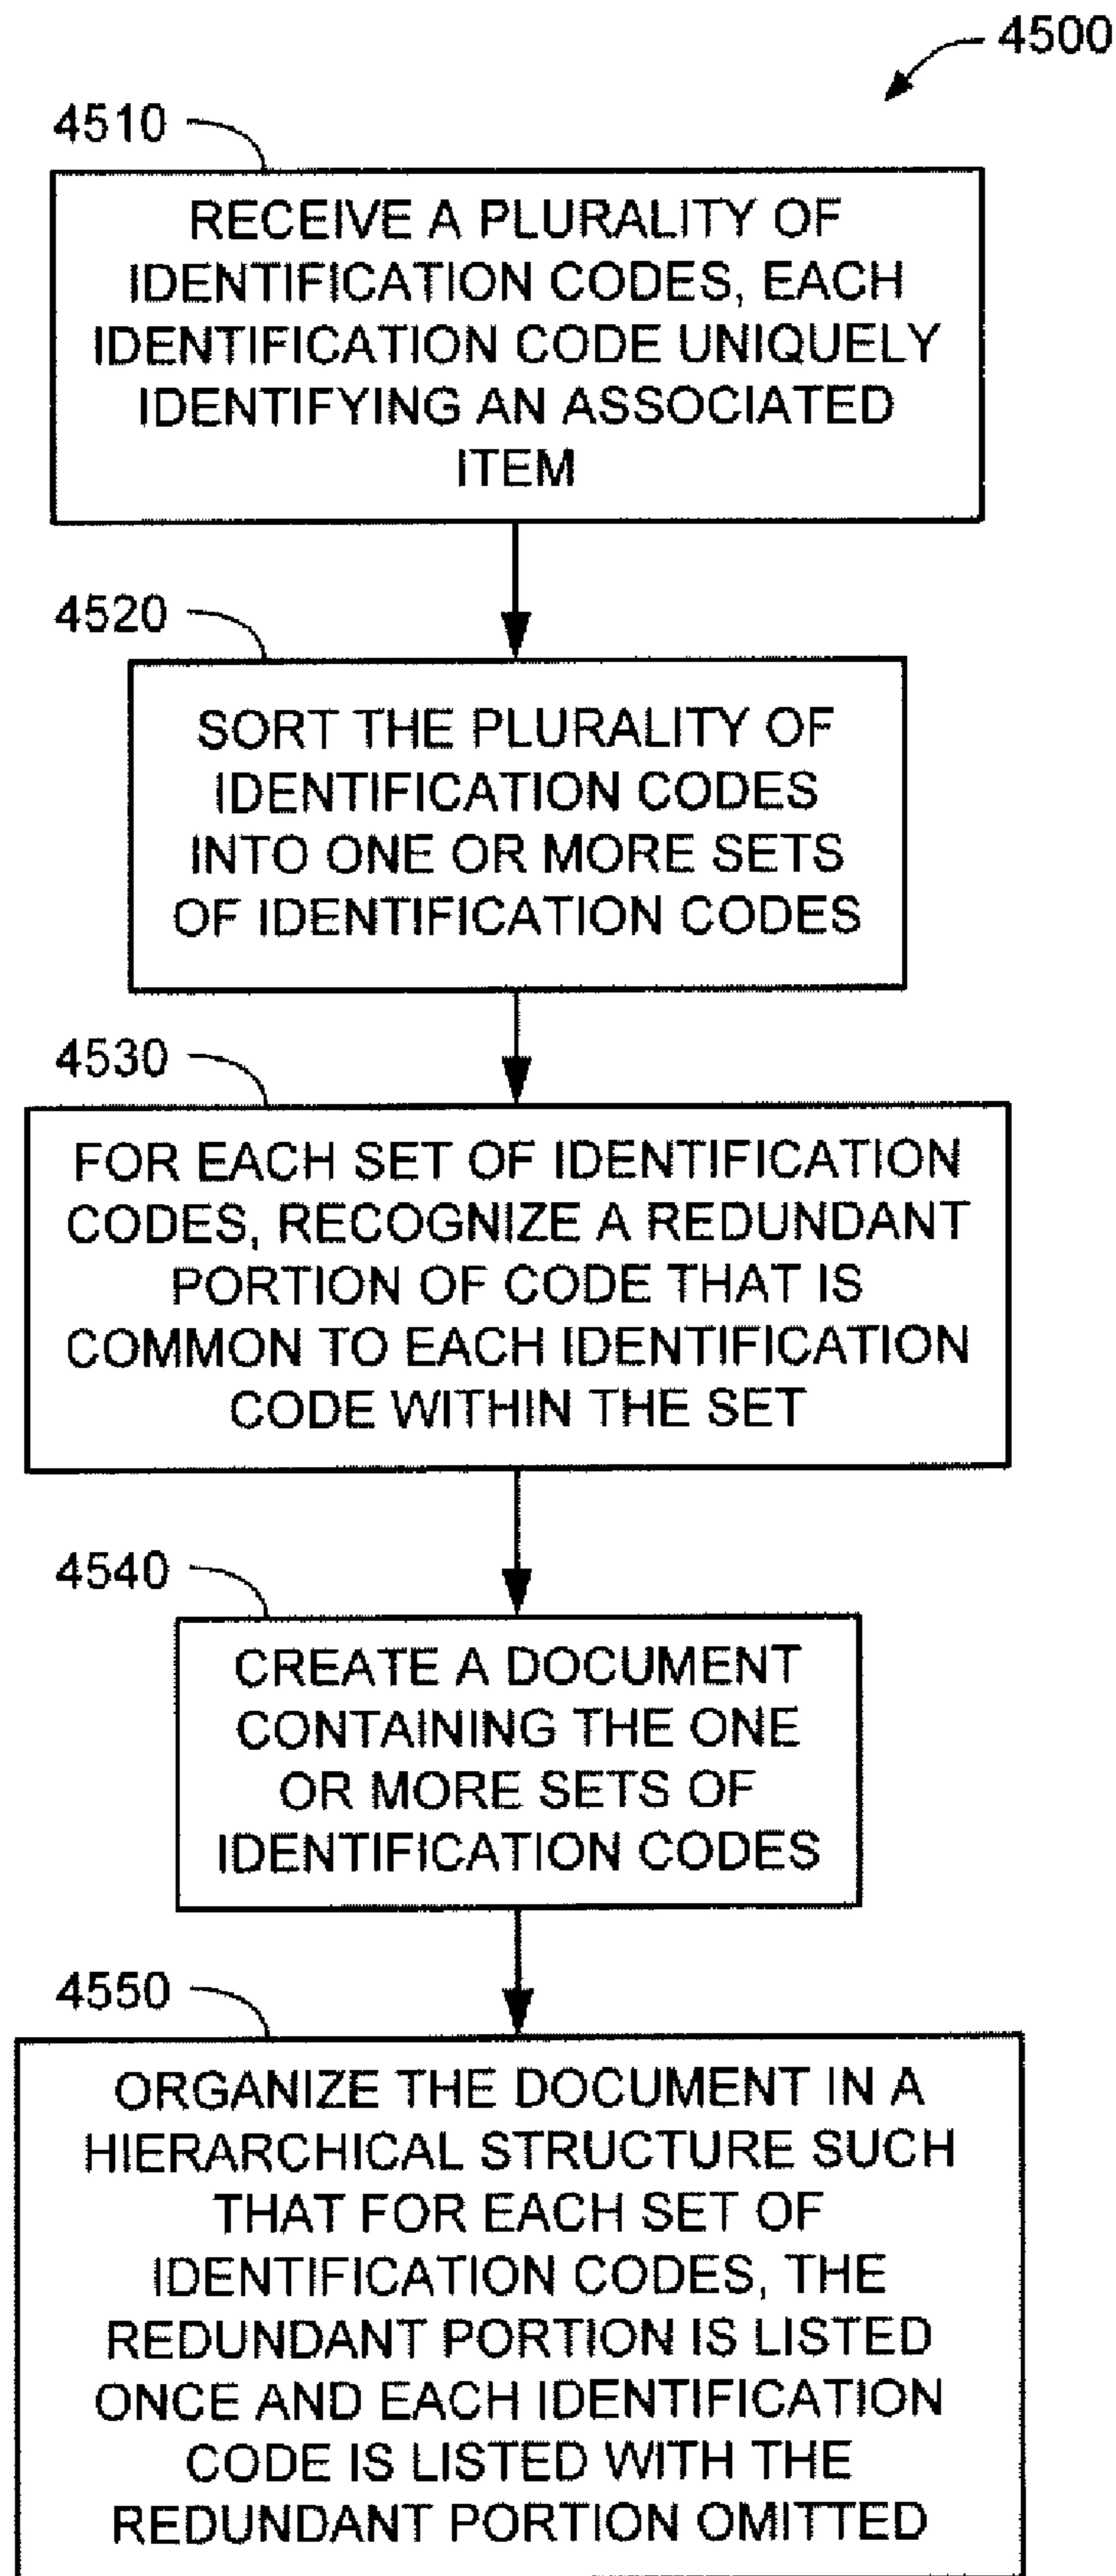 4500
4510
RECEIVE A PLURALITY OF
IDENTIFICATION CODES, EACH
IDENTIFICATION CODE UNIQUELY
IDENTIFYING AN ASSOCIATED
ITEM
4520
SORT THE PLURALITY OF
IDENTIFICATION CODES
INTO ONE OR MORE SETS
OF IDENTIFICATION CODES
4530
FOR EACH SET OF IDENTIFICATION
CODES, RECOGNIZE A REDUNDANT
PORTION OF CODE THAT IS
COMMON TO EACH IDENTIFICATION
CODE WITHIN THE SET
4540
CREATE A DOCUMENT
CONTAINING THE ONE
OR MORE SETS OF
IDENTIFICATION CODES
4550
ORGANIZE THE DOCUMENT IN A
HIERARCHICAL STRUCTURE SUCH
THAT FOR EACH SET OF
IDENTIFICATION CODES, THE
REDUNDANT PORTION IS LISTED
ONCE AND EACH IDENTIFICATION
CODE IS LISTED WITH THE
REDUNDANT PORTION OMITTED